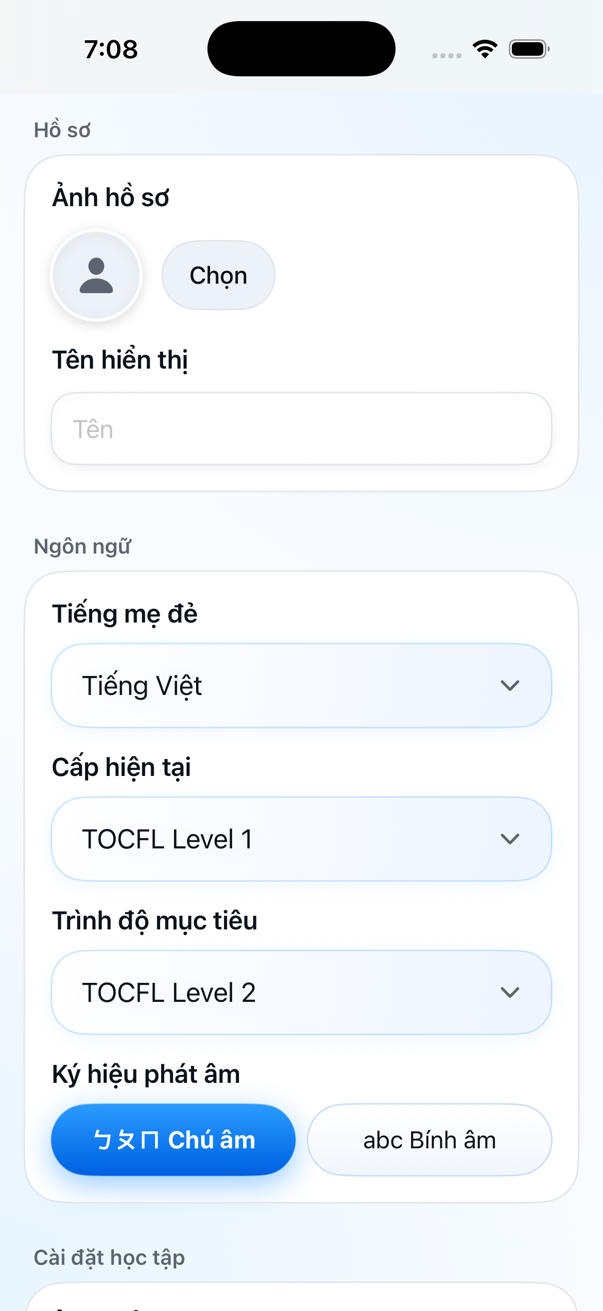 7:08
Hồ sơ
Ảnh hồ sơ
Chọn
Tên hiển thị
Tên
Ngôn ngữ
Tiếng mẹ đẻ
Tiếng Việt
Cấp hiện tại
TOCFL Level 1
Trình độ mục tiêu
TOCFL Level 2
Ký hiệu phát âm
ㄅㄆㄇ Chú âm
abc Bính âm
Cài đặt học tập